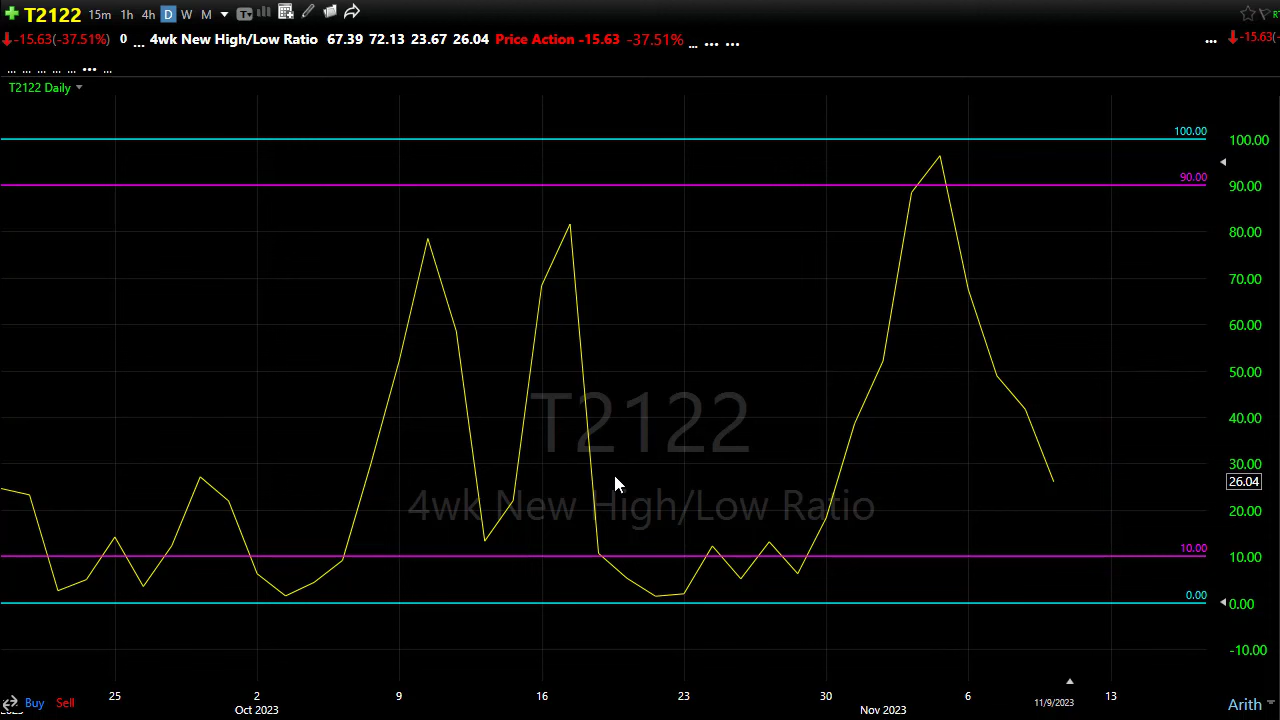 T2122 15m 1h 4h D W M
-15.63(-37.51%) 0 ... 4wk New High/Low Ratio 67.39 72.13 23.67 26.04 Price Action -15.63 -37.51% ... ... ... ... -15.63(-
... ... ... ... ... ... ...
T2122 Daily
100.00
100.00
90.00
90.00
80.00
70.00
60.00
50.00
T2122
40.00
30.00
26.04
4wk New High/Low Ratio
20.00
10.00
10.00
0.00
0.00
-10.00
25 2 9 16 23 30 6 13
Buy Sell Oct 2023 Nov 2023 11/9/2023 Arith